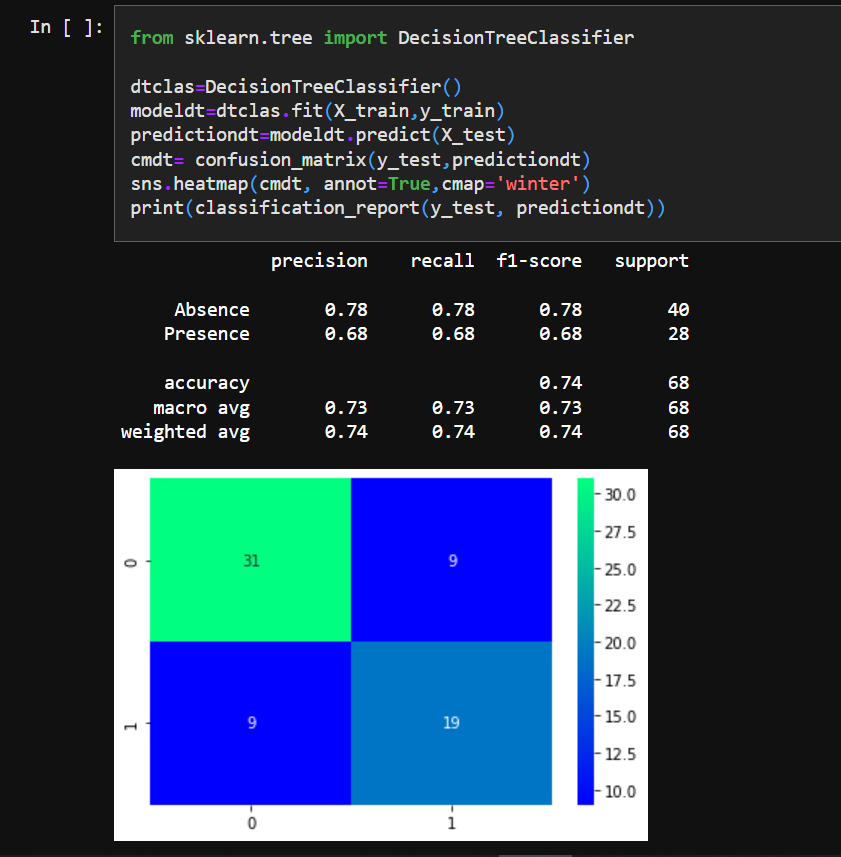 In [ ]:
from sklearn.tree import DecisionTreeClassifier
dtclas=DecisionTreeClassifier()
modeldt=dtclas.fit(X_train,y_train)
predictiondt=modeldt.predict(X_test)
cmdt= confusion_matrix(y_test,predictiondt)
sns.heatmap(cmdt, annot=True,cmap='winter')
print(classification_report(y_test, predictiondt))
precision recall f1-score support
Absence 0.78 0.78 0.78 40
Presence 0.68 0.68 0.68 28
accuracy 0.74 68
macro avg 0.73 0.73 0.73 68
weighted avg 0.74 0.74 0.74 68
0 31 9
1 9 19
0 1
30.0
27.5
25.0
22.5
20.0
17.5
15.0
12.5
10.0